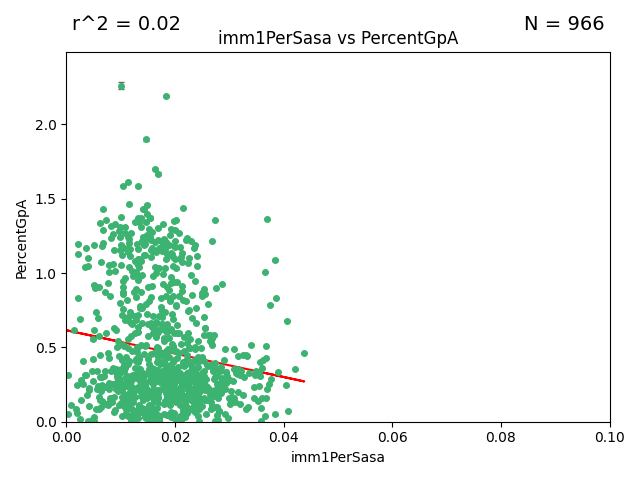 r^2 = 0.02
N = 966
imm1PerSasa vs PercentGpA
PercentGpA
2.0
1.5
1.0
0.5
0.0
0.00 0.02 0.04 0.06 0.08 0.10
imm1PerSasa